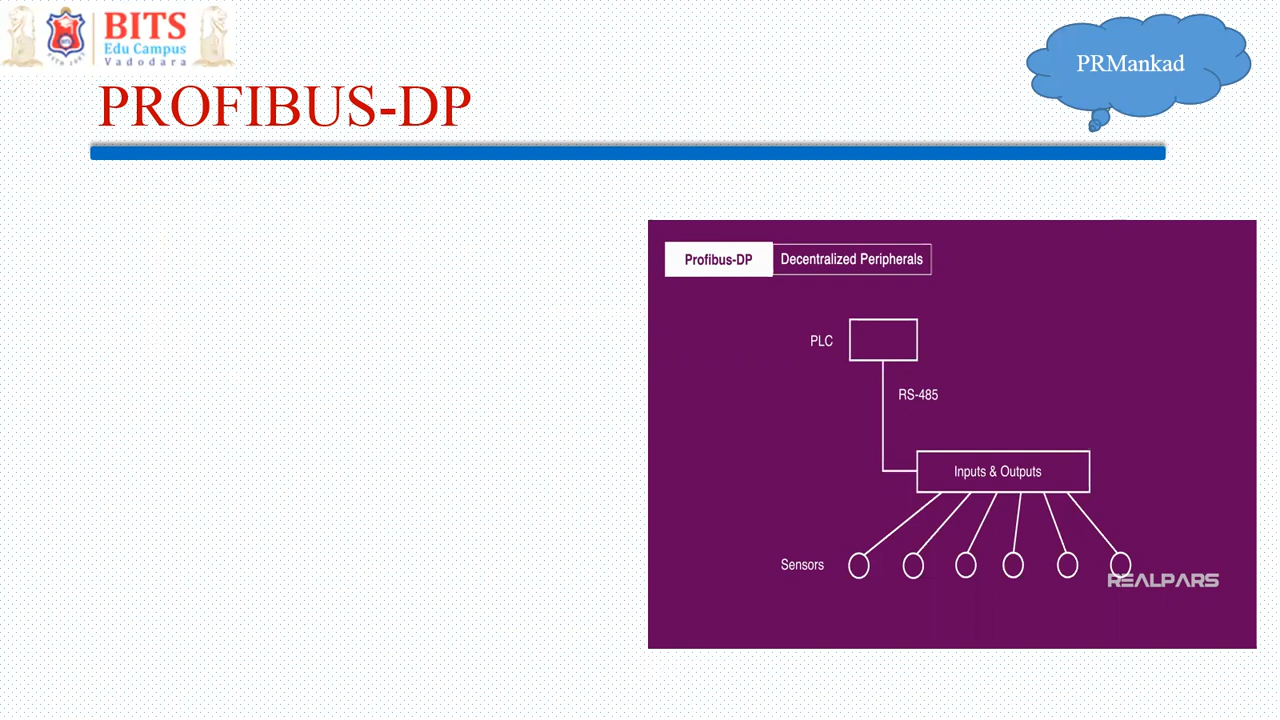 BITS
Edu Campus
Vadodara
PRMankad
PROFIBUS-DP
Profibus-DP Decentralized Peripherals
PLC
RS-485
Inputs & Outputs
Sensors
REALPARS